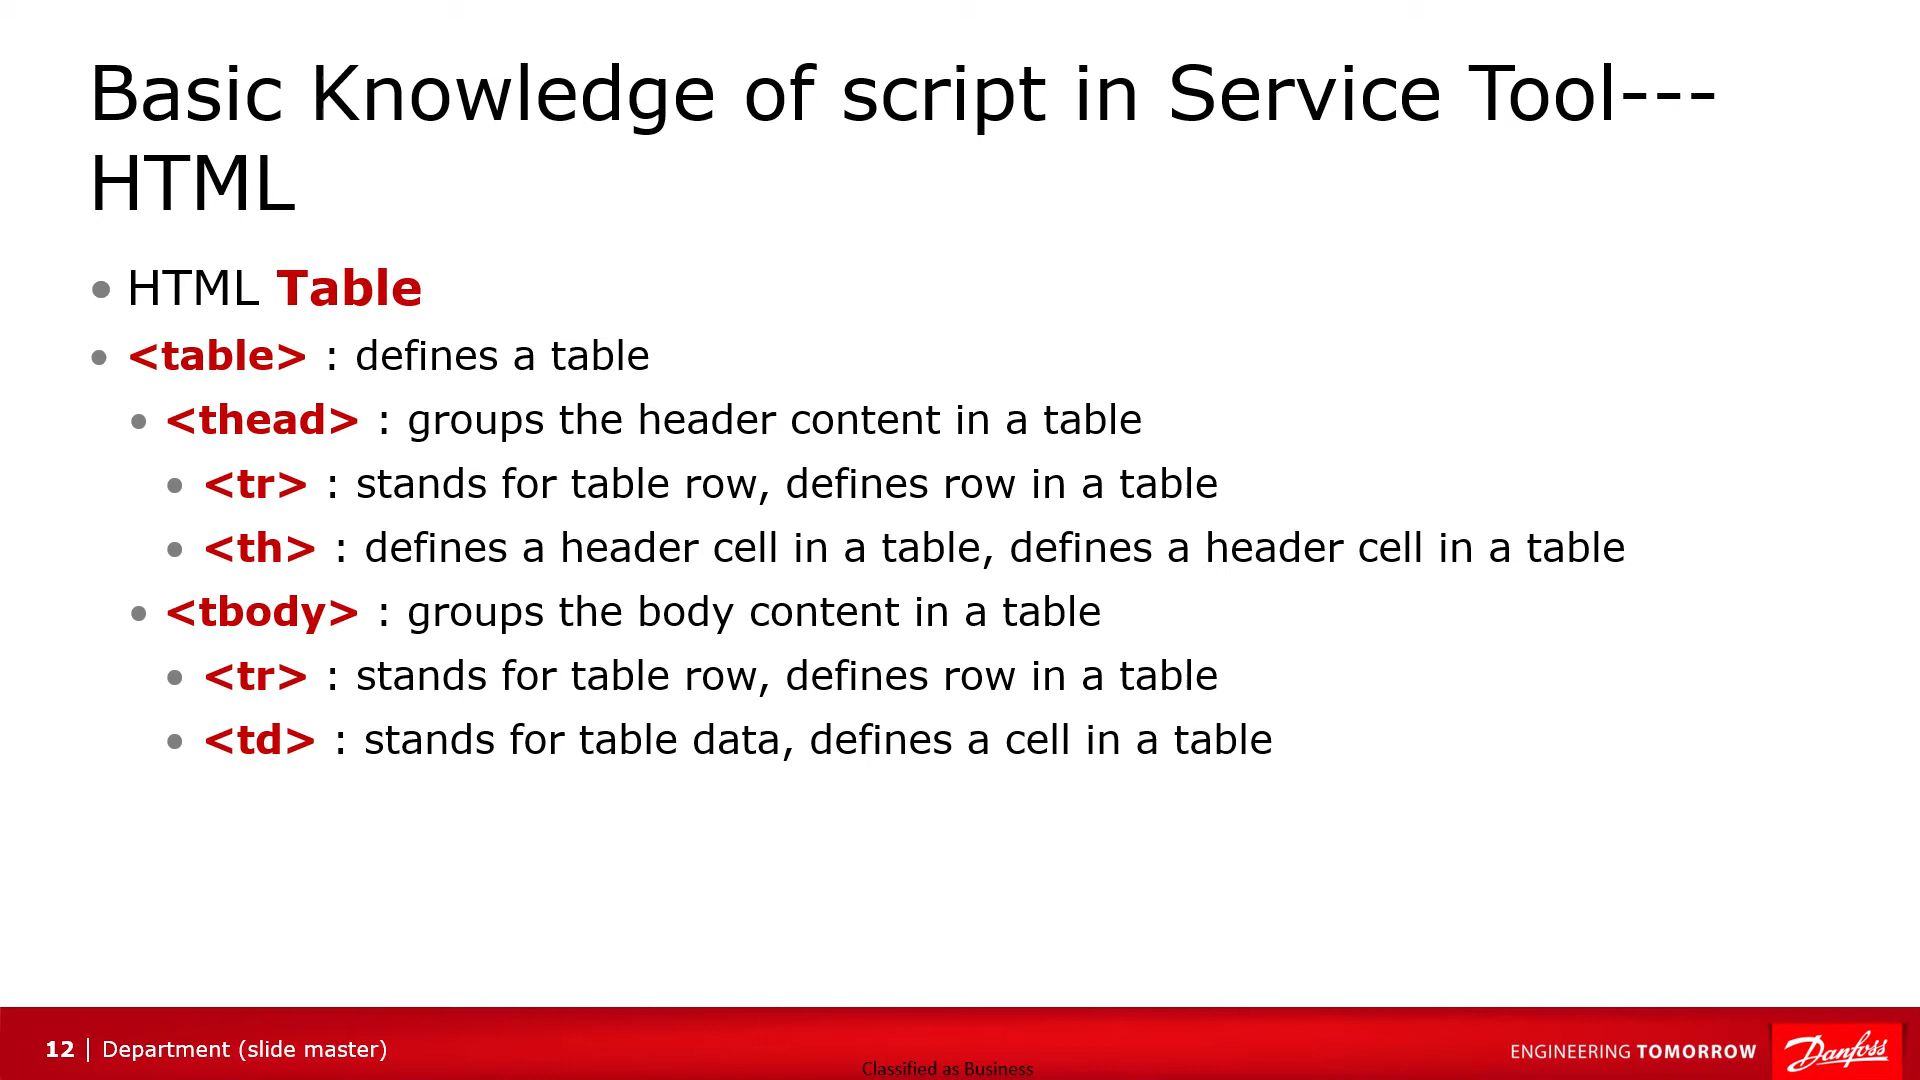 Basic Knowledge of script in Service Tool---
HTML
• HTML Table
• <table> : defines a table
• <thead> : groups the header content in a table
• <tr> : stands for table row, defines row in a table
• <th> : defines a header cell in a table, defines a header cell in a table
• <tbody> : groups the body content in a table
• <tr> : stands for table row, defines row in a table
• <td> : stands for table data, defines a cell in a table
12 | Department (slide master)
Classified as Business
ENGINEERING TOMORROW
Danfoss